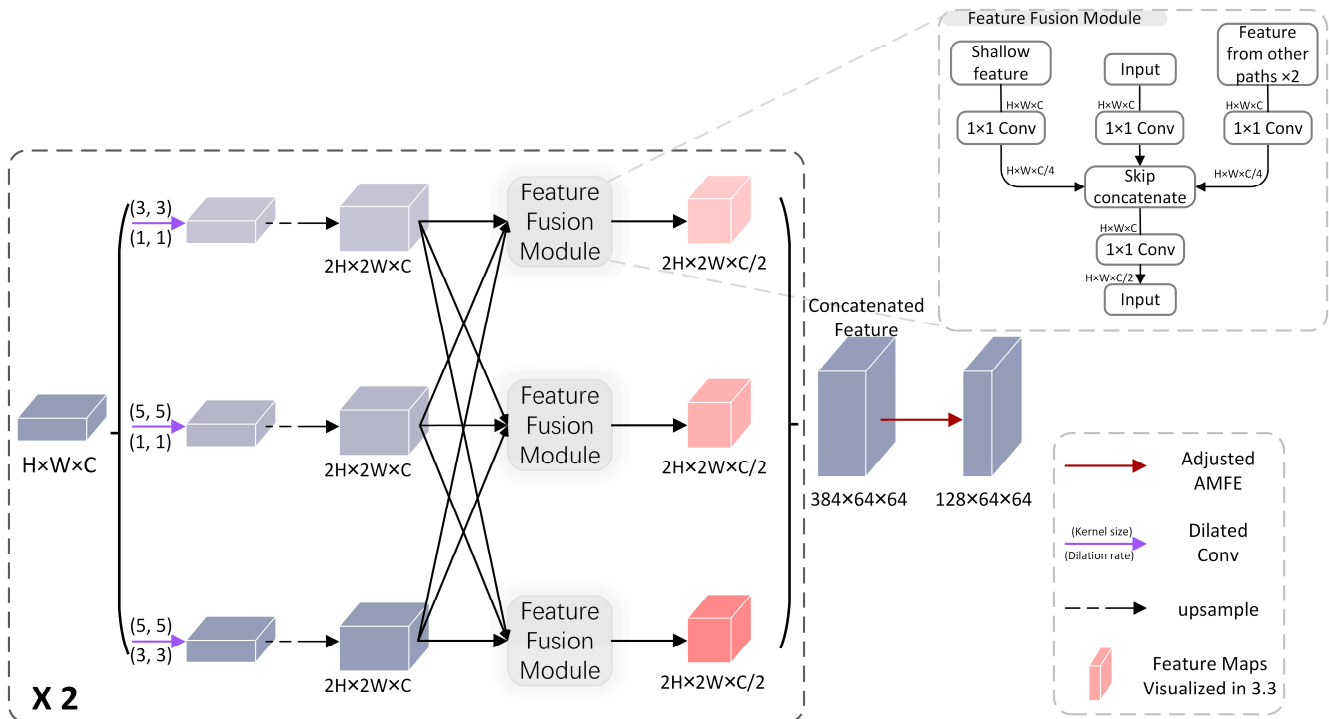 Feature Fusion Module
Shallow
feature
Input
Feature
from other
paths ×2
H×W×C
H×W×C
H×W×C
1×1 Conv
1×1 Conv
1×1 Conv
H×W×C/4
H×W×C/4
Skip
concatenate
H×W×C
1×1 Conv
H×W×C/2
Input
(3, 3)
(1, 1)
2H×2W×C
Feature
Fusion
Module
2H×2W×C/2
H×W×C
(5, 5)
(1, 1)
2H×2W×C
Feature
Fusion
Module
2H×2W×C/2
(5, 5)
(3, 3)
2H×2W×C
Feature
Fusion
Module
2H×2W×C/2
X 2
Concatenated
Feature
384×64×64
128×64×64
Adjusted
AMFE
(Kernel size)
(Dilation rate)
Dilated
Conv
upsample
Feature Maps
Visualized in 3.3